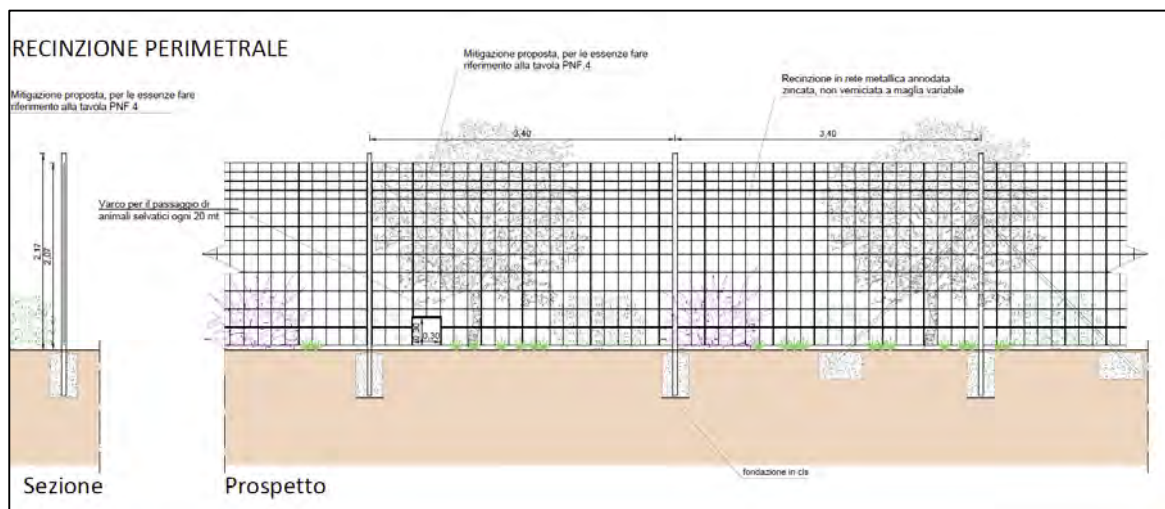 RECINZIONE PERIMETRALE
Mitigazione proposta, per le essenze fare
riferimento alla tavola PNF 4
Mitigazione proposta, per le essenze fare
riferimento alla tavola PNF.4
Recinzione in rete metallica annodata
zincata, non verniciata a maglia variabile
3,40
3,40
Varco per il passaggio di
animali selvatici ogni 20 mt
2,17
2,07
0,30
0,30
fondazione in cls
Sezione
Prospetto